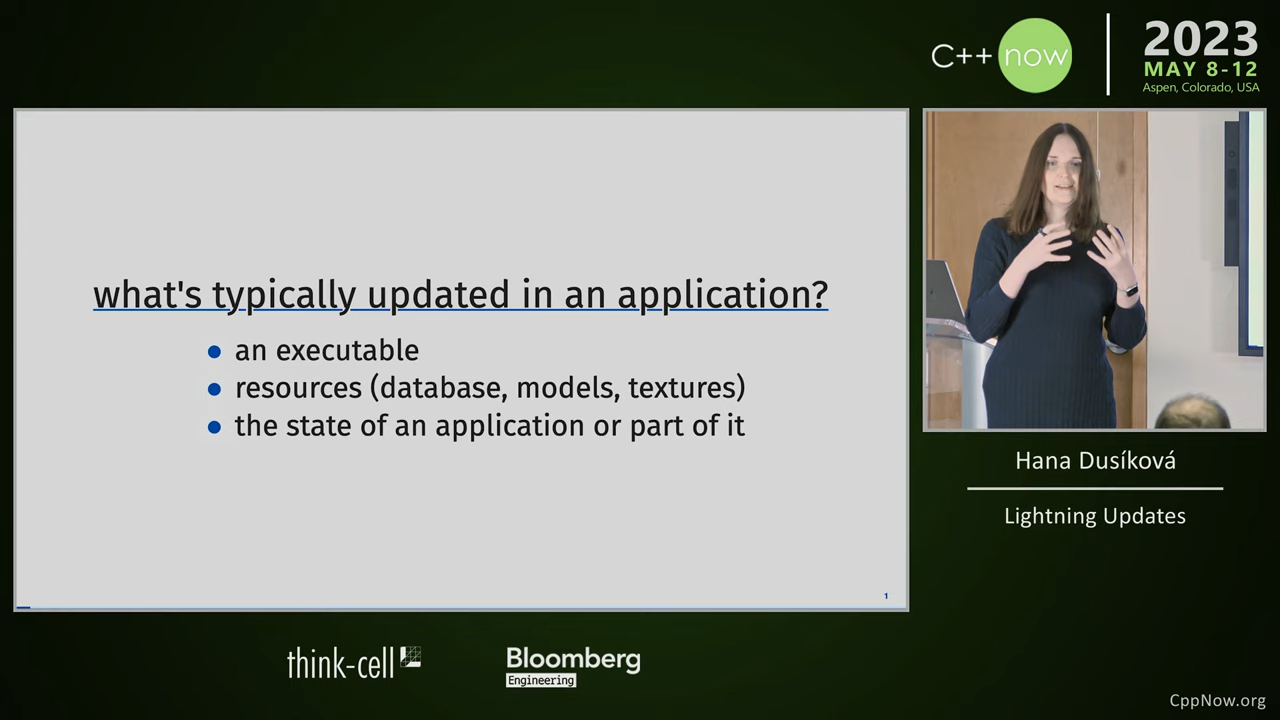 C++ now
2023
MAY 8-12
Aspen, Colorado, USA
what's typically updated in an application?
an executable
resources (database, models, textures)
the state of an application or part of it
1
Hana Dusíková
Lightning Updates
think-cell
Bloomberg
Engineering
CppNow.org